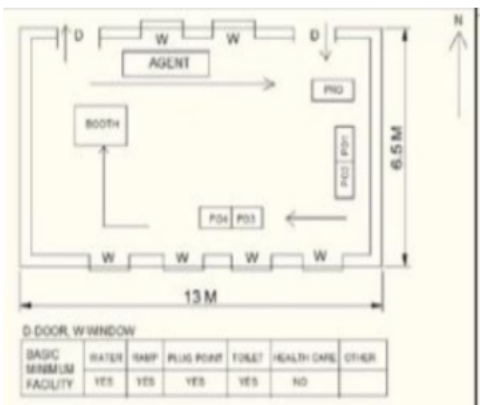 N
D W W D
AGENT
PRO
BOOTH
PO1
PO2
6.5 M
PO4 PO3
W W W W
13 M
D-DOOR, W-WINDOW
BASIC MINIMUM FACILITY WATER RAMP PLUG POINT TOILET HEALTH CARE OTHER
YES YES YES YES NO